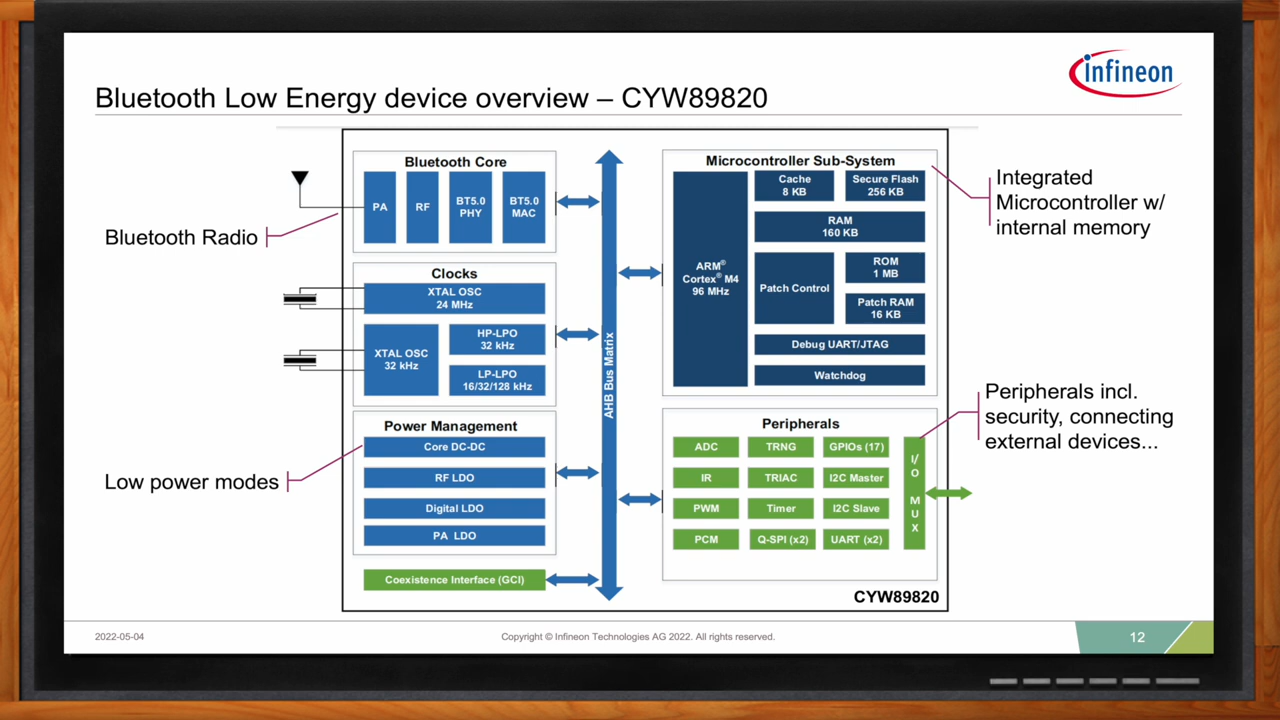 infineon
Bluetooth Low Energy device overview – CYW89820
Bluetooth Core
PA
RF
BT5.0
PHY
BT5.0
MAC
Bluetooth Radio
Clocks
XTAL OSC
24 MHz
XTAL OSC
32 kHz
HP-LPO
32 kHz
LP-LPO
16/32/128 kHz
Power Management
Core DC-DC
RF LDO
Digital LDO
PA LDO
Low power modes
Coexistence Interface (GCI)
AHB Bus Matrix
Microcontroller Sub-System
ARM®
Cortex® M4
96 MHz
Cache
8 KB
Secure Flash
256 KB
RAM
160 KB
Patch Control
ROM
1 MB
Patch RAM
16 KB
Debug UART/JTAG
Watchdog
Integrated
Microcontroller w/
internal memory
Peripherals
ADC
TRNG
GPIOs (17)
IR
TRIAC
I2C Master
PWM
Timer
I2C Slave
PCM
Q-SPI (x2)
UART (x2)
I/O MUX
Peripherals incl.
security, connecting
external devices...
CYW89820
2022-05-04
Copyright © Infineon Technologies AG 2022. All rights reserved.
12